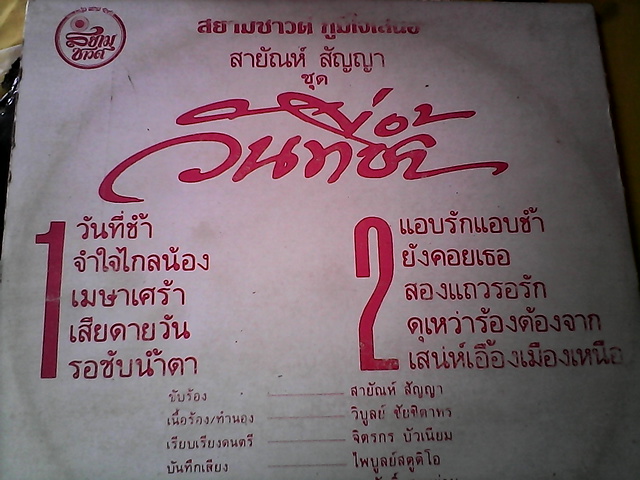 สยามซาวด์
สยามซาวด์ ภูมิใจเสนอ
สายัณห์ สัญญา
ชุด
วันที่ช้ำ
1
วันที่ช้ำ
จำใจไกลน้อง
เมษาเศร้า
เสียดายวัน
รอซับน้ำตา
2
แอบรักแอบช้ำ
ยังคอยเธอ
สองแถวรอรัก
ดุเหว่าร้องต้องจาก
เสน่ห์เอื้องเมืองเหนือ
ขับร้อง สายัณห์ สัญญา
เนื้อร้อง/ทำนอง วิบูลย์ ชัยชิตาทร
เรียบเรียงดนตรี จิตรกร บัวเนียม
บันทึกเสียง ไพบูลย์สตูดิโอ